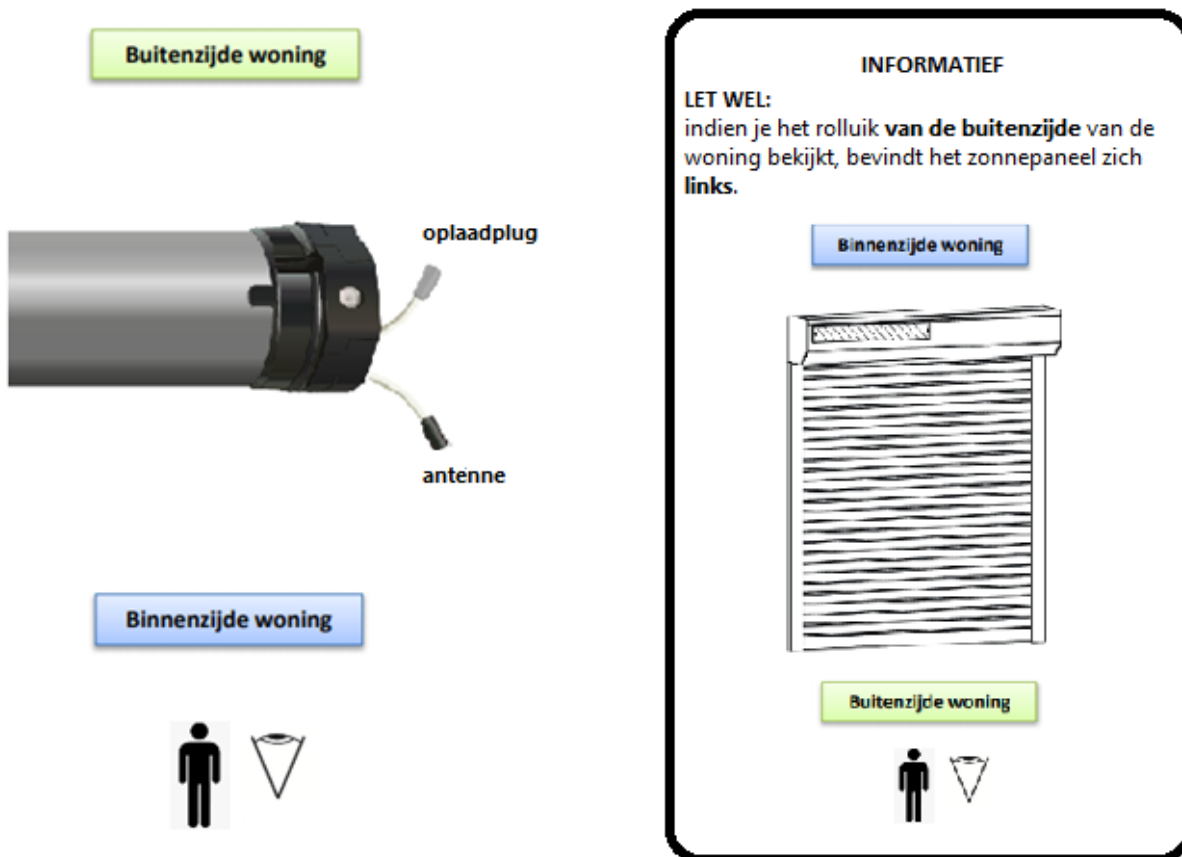 Buitenzijde woning
oplaadplug
antenne
Binnenzijde woning
INFORMATIEF
LET WEL:
indien je het rolluik van de buitenzijde van de
woning bekijkt, bevindt het zonnepaneel zich
links.
Binnenzijde woning
Buitenzijde woning